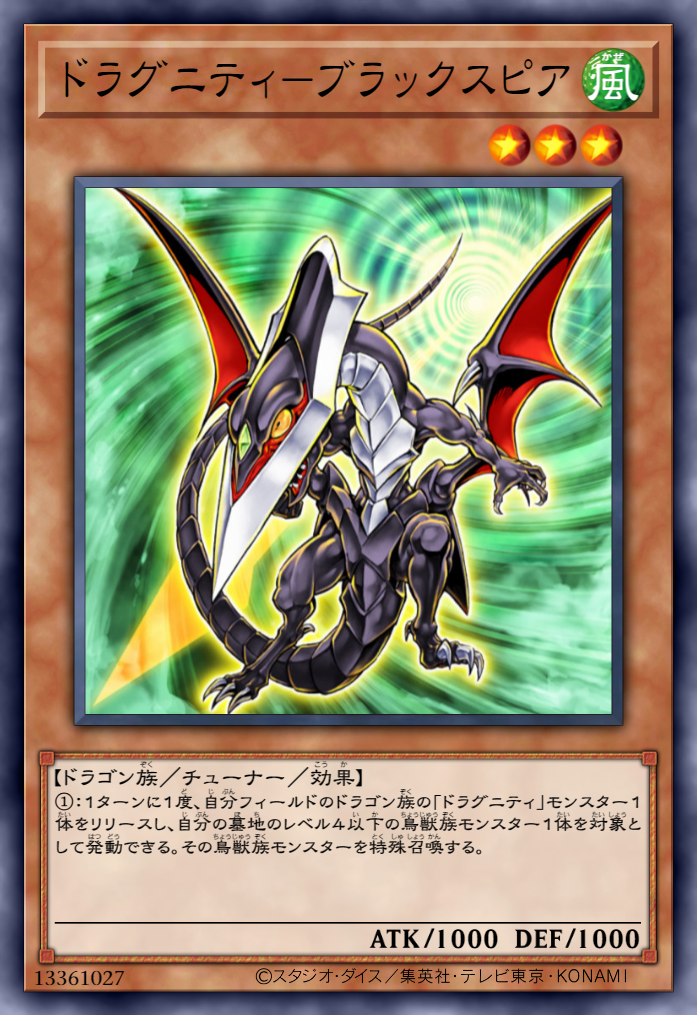 ドラグニティーブラックスピア
風
かぜ
【ドラゴン族／チューナー／効果】
①：1ターンに1度、自分フィールドのドラゴン族の「ドラグニティ」モンスター1
体をリリースし、自分の墓地のレベル4以下の鳥獣族モンスター1体を対象と
して発動できる。その鳥獣族モンスターを特殊召喚する。
ATK/1000 DEF/1000
13361027 ©スタジオ・ダイス／集英社・テレビ東京・KONAMI